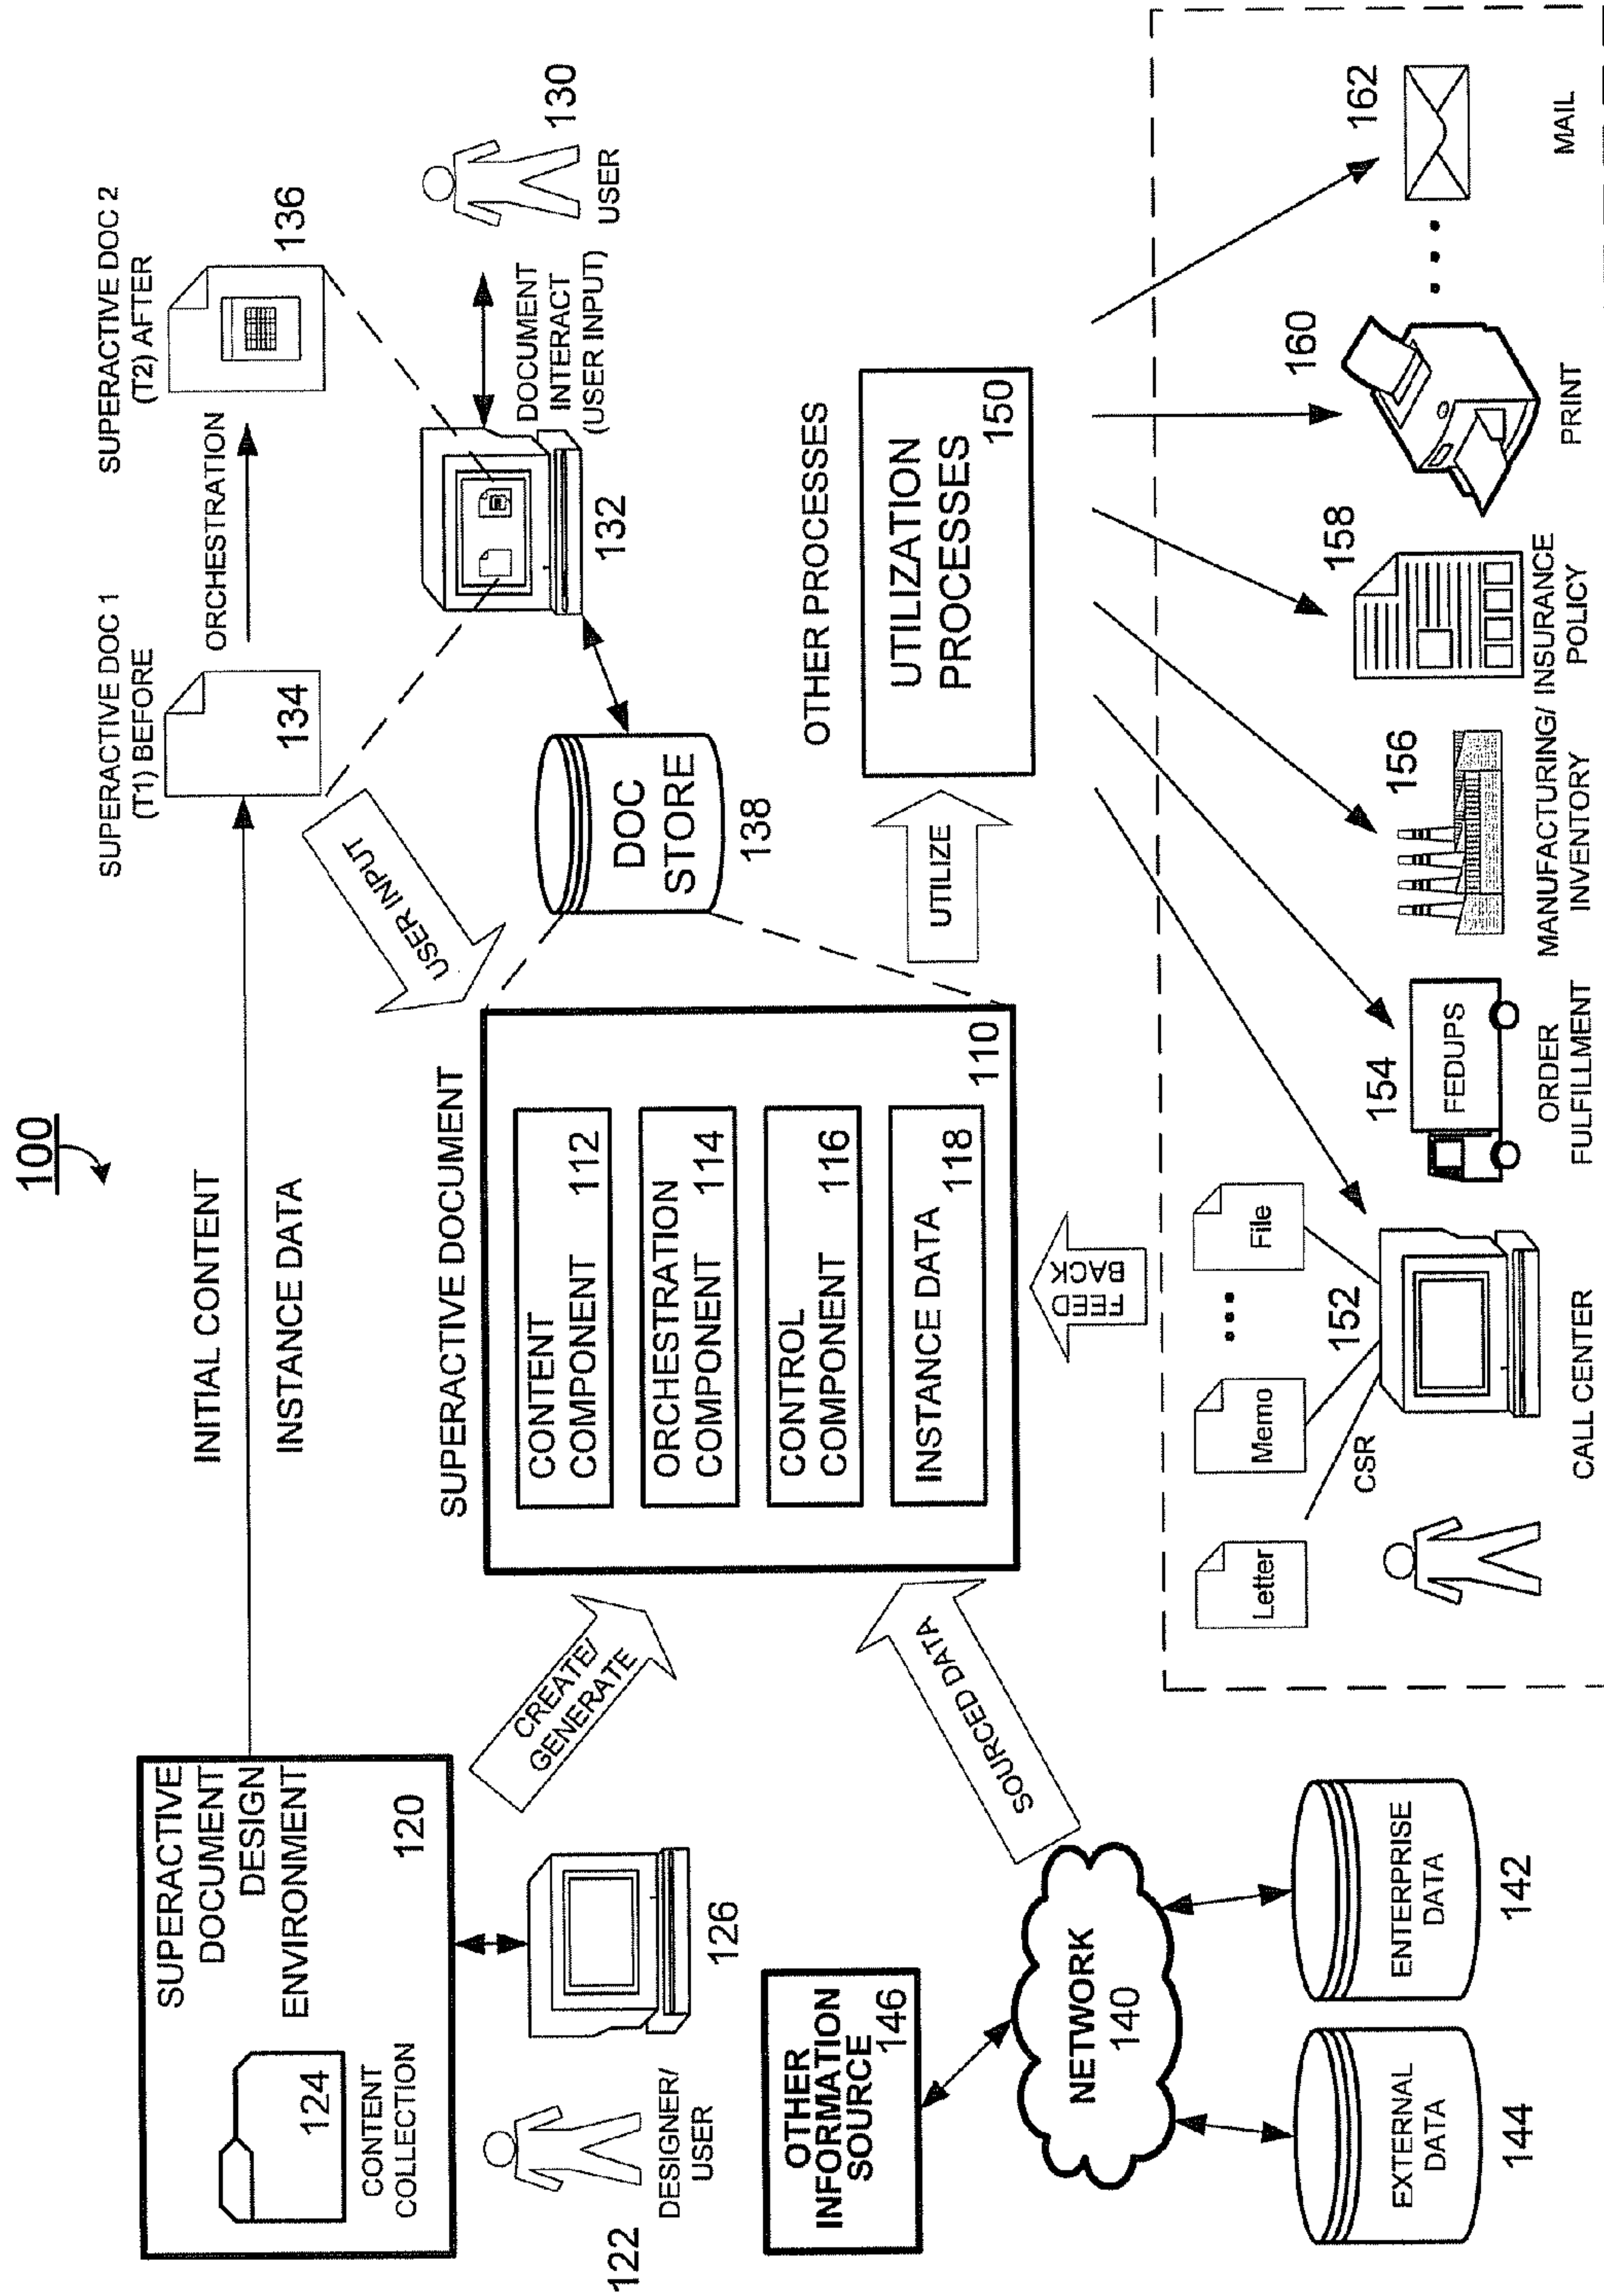 100
SUPERACTIVE
DOCUMENT
DESIGN
ENVIRONMENT
120
124
CONTENT
COLLECTION
122
DESIGNER/
USER
126
INITIAL CONTENT
INSTANCE DATA
SUPERACTIVE DOC 1
(T1) BEFORE
134
ORCHESTRATION
SUPERACTIVE DOC 2
(T2) AFTER
136
130
USER
DOCUMENT
INTERACT
(USER INPUT)
132
USER INPUT
DOC
STORE
138
CREATE/
GENERATE
SUPERACTIVE DOCUMENT
CONTENT
COMPONENT 112
ORCHESTRATION
COMPONENT 114
CONTROL
COMPONENT 116
INSTANCE DATA 118
110
OTHER
INFORMATION
SOURCE 146
NETWORK
140
SOURCED DATA
EXTERNAL
DATA
144
ENTERPRISE
DATA
142
UTILIZE
OTHER PROCESSES
UTILIZATION
PROCESSES
150
FEED
BACK
Letter
Memo
File
CSR
152
CALL CENTER
154
FEDUPS
ORDER
FULFILLMENT
156
MANUFACTURING/
INVENTORY
158
INSURANCE
POLICY
160
PRINT
162
MAIL